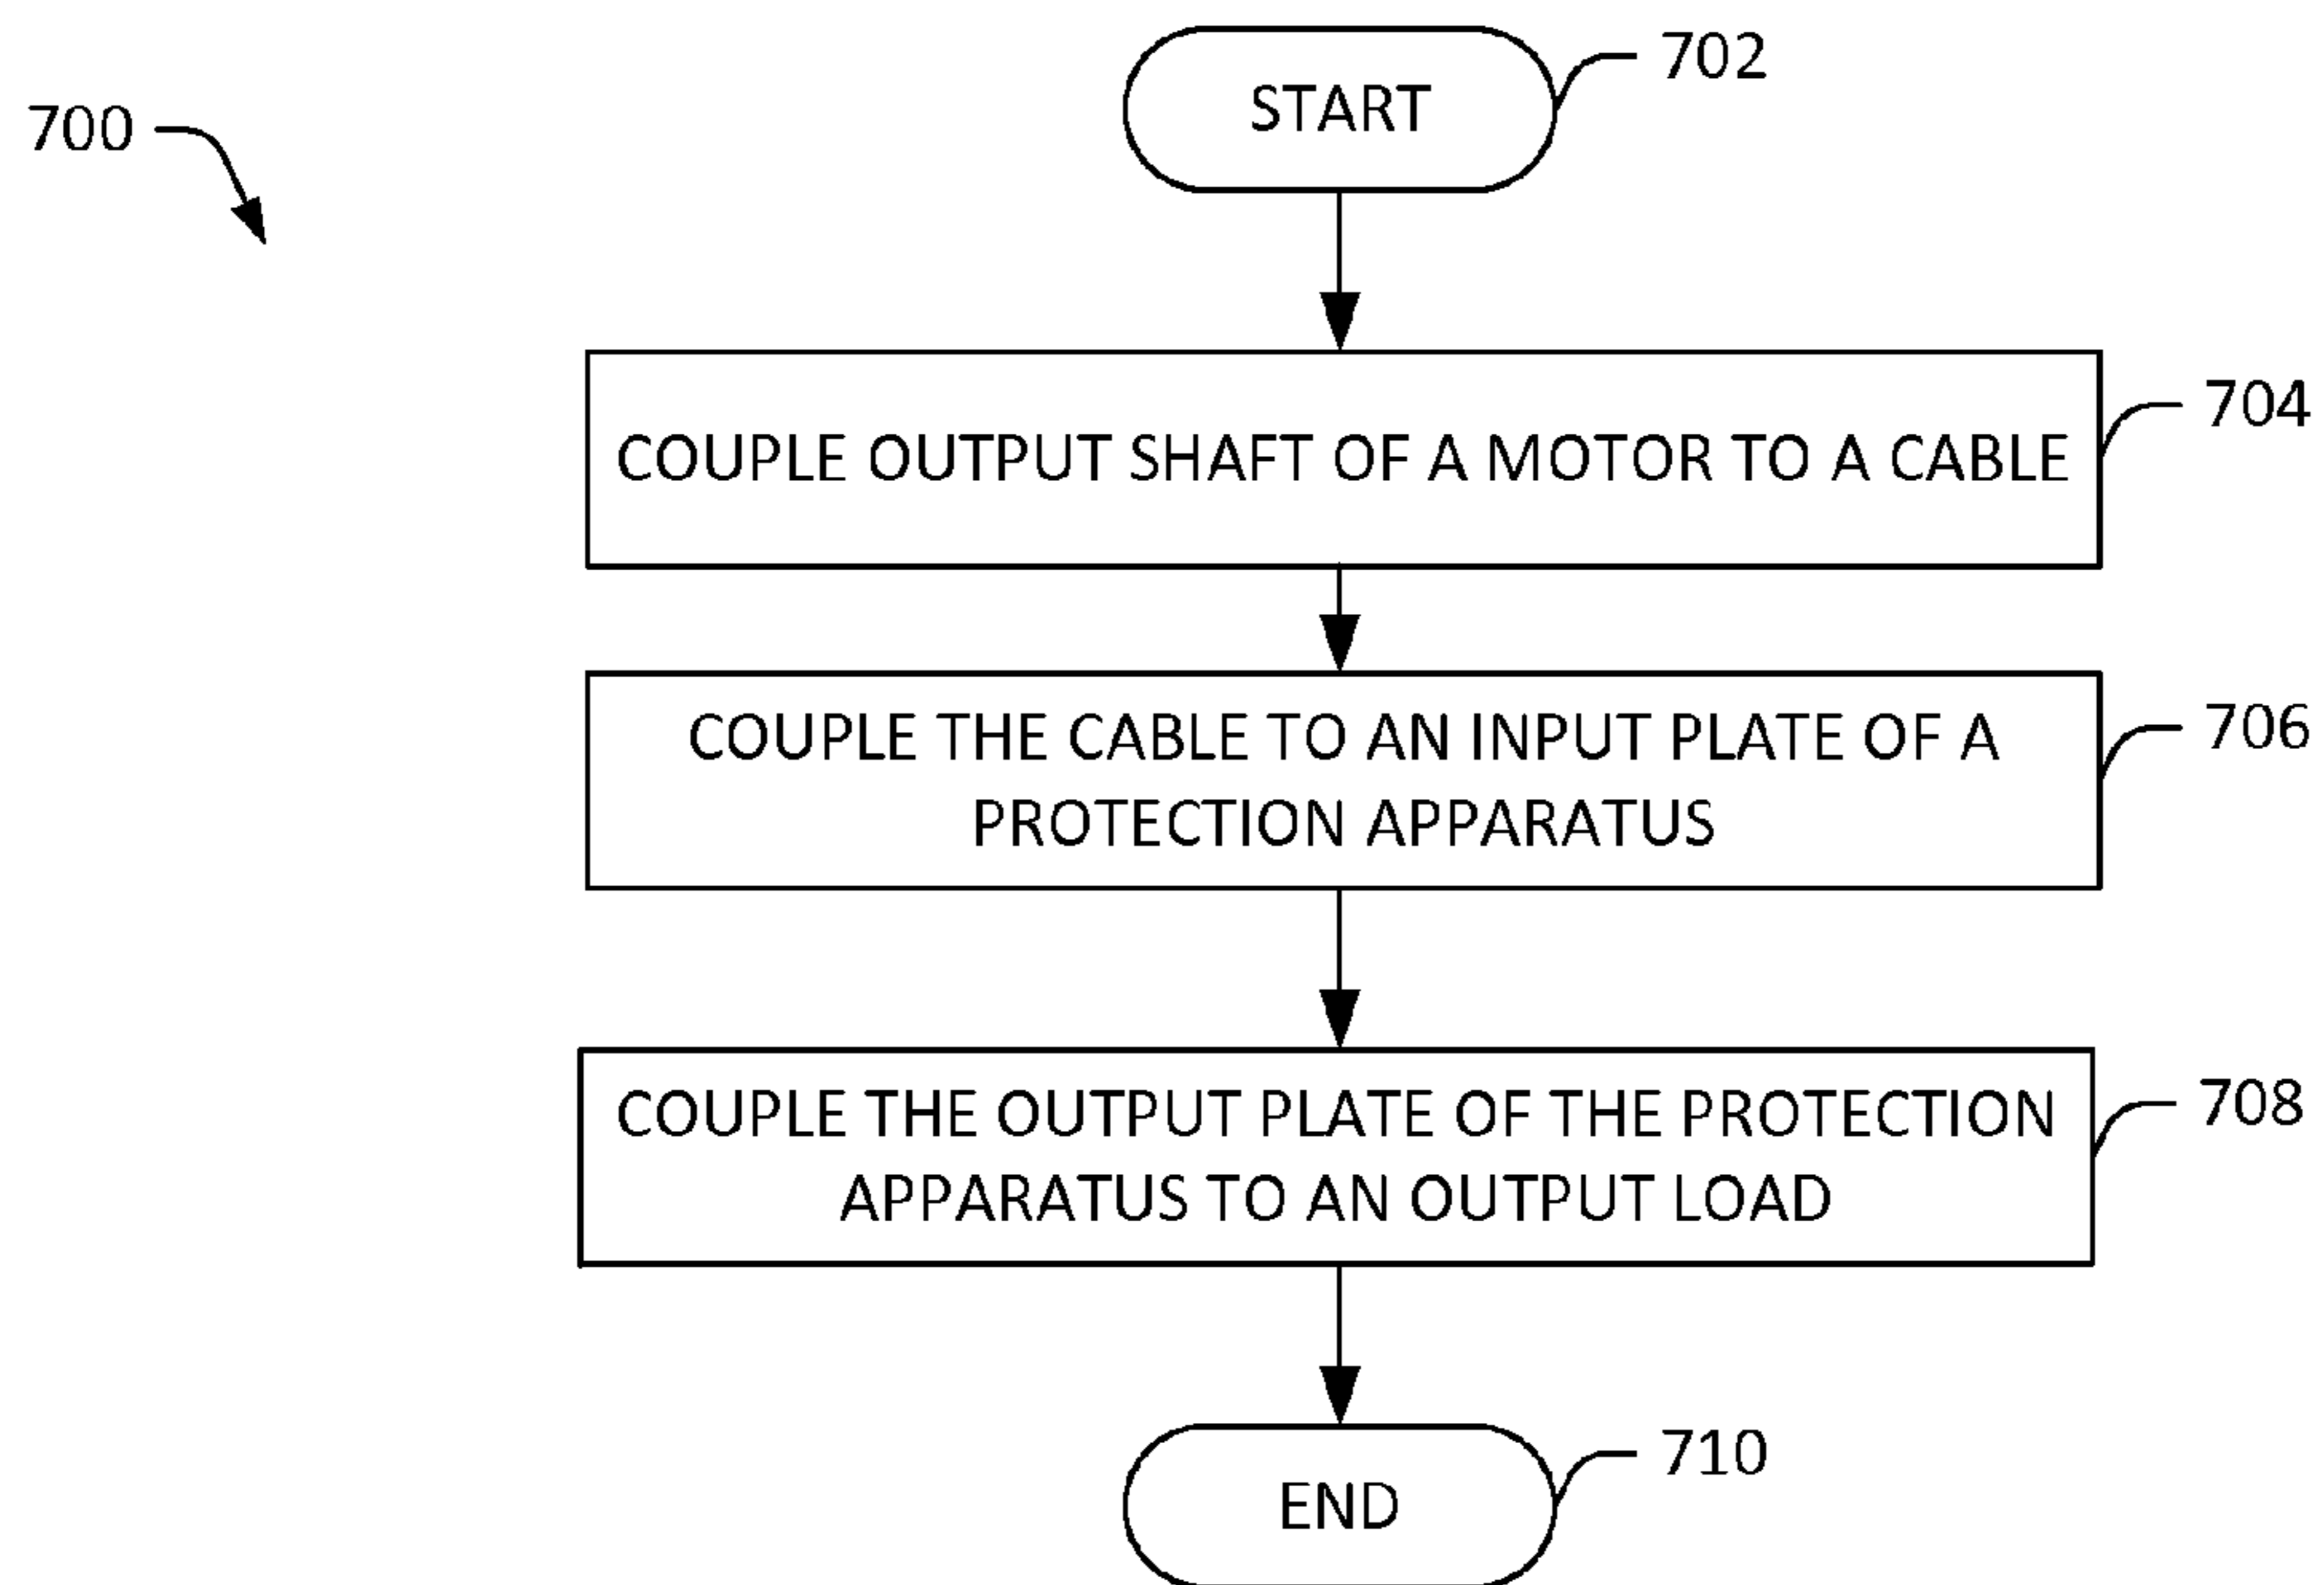 700
START
702
COUPLE OUTPUT SHAFT OF A MOTOR TO A CABLE
704
COUPLE THE CABLE TO AN INPUT PLATE OF A
PROTECTION APPARATUS
706
COUPLE THE OUTPUT PLATE OF THE PROTECTION
APPARATUS TO AN OUTPUT LOAD
708
END
710